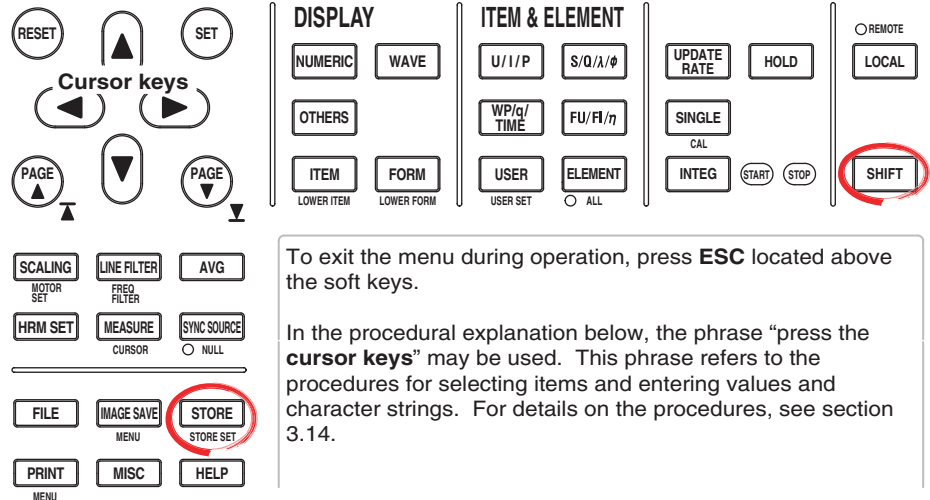 DISPLAY
ITEM & ELEMENT
RESET
SET
REMOTE
NUMERIC
WAVE
U / I / P
S/Q/λ/ϕ
UPDATE
RATE
HOLD
LOCAL
Cursor keys
OTHERS
WP/q/
TIME
FU/FI/η
SINGLE
CAL
PAGE
PAGE
ITEM
FORM
USER
ELEMENT
INTEG
START
STOP
SHIFT
LOWER ITEM
LOWER FORM
USER SET
ALL
SCALING
LINE FILTER
AVG
MOTOR
SET
FREQ
FILTER
HRM SET
MEASURE
SYNC SOURCE
CURSOR
NULL
FILE
IMAGE SAVE
STORE
MENU
STORE SET
PRINT
MISC
HELP
MENU
To exit the menu during operation, press ESC located above
the soft keys.
In the procedural explanation below, the phrase “press the
cursor keys” may be used.  This phrase refers to the
procedures for selecting items and entering values and
character strings.  For details on the procedures, see section
3.14.